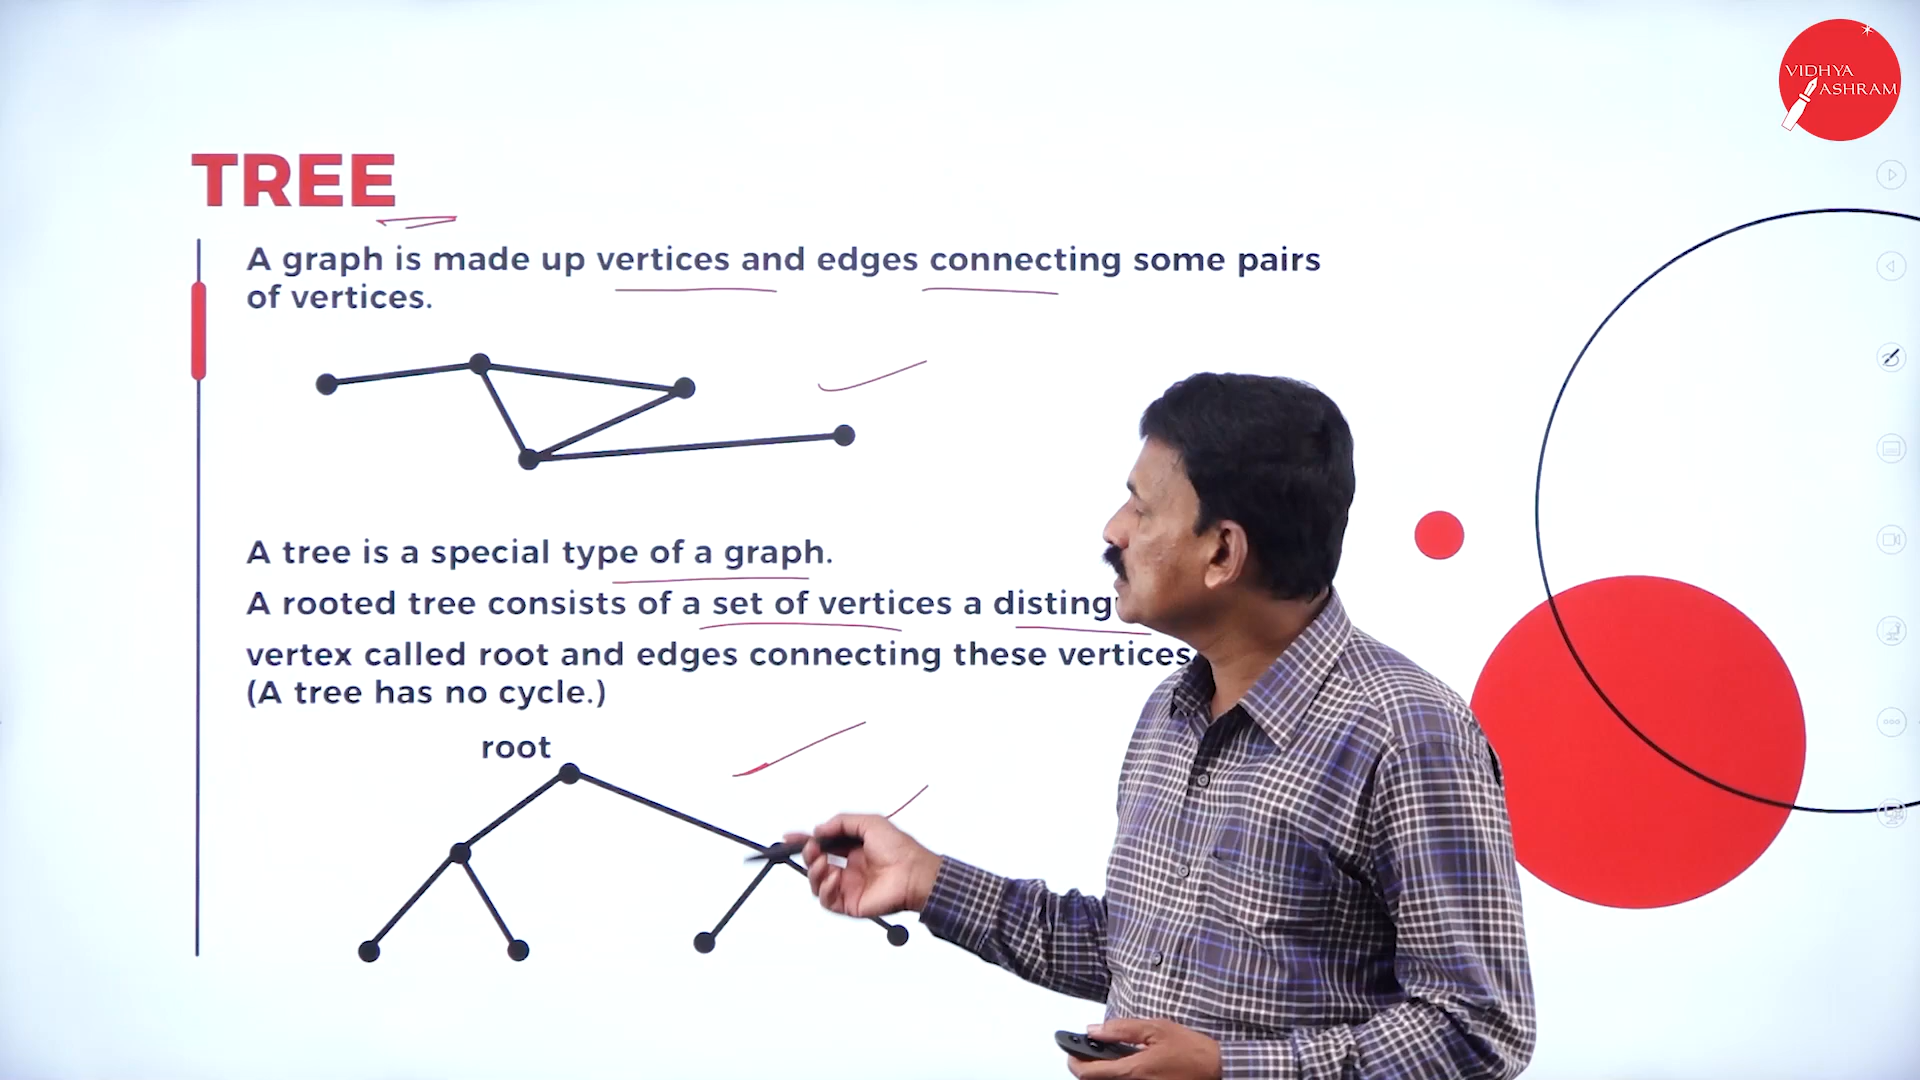 VIDHYA
ASHRAM
TREE
A graph is made up vertices and edges connecting some pairs
of vertices.
A tree is a special type of a graph.
A rooted tree consists of a set of vertices a
vertex called root and edges connecting these vertices
(A tree has no cycle.)
root